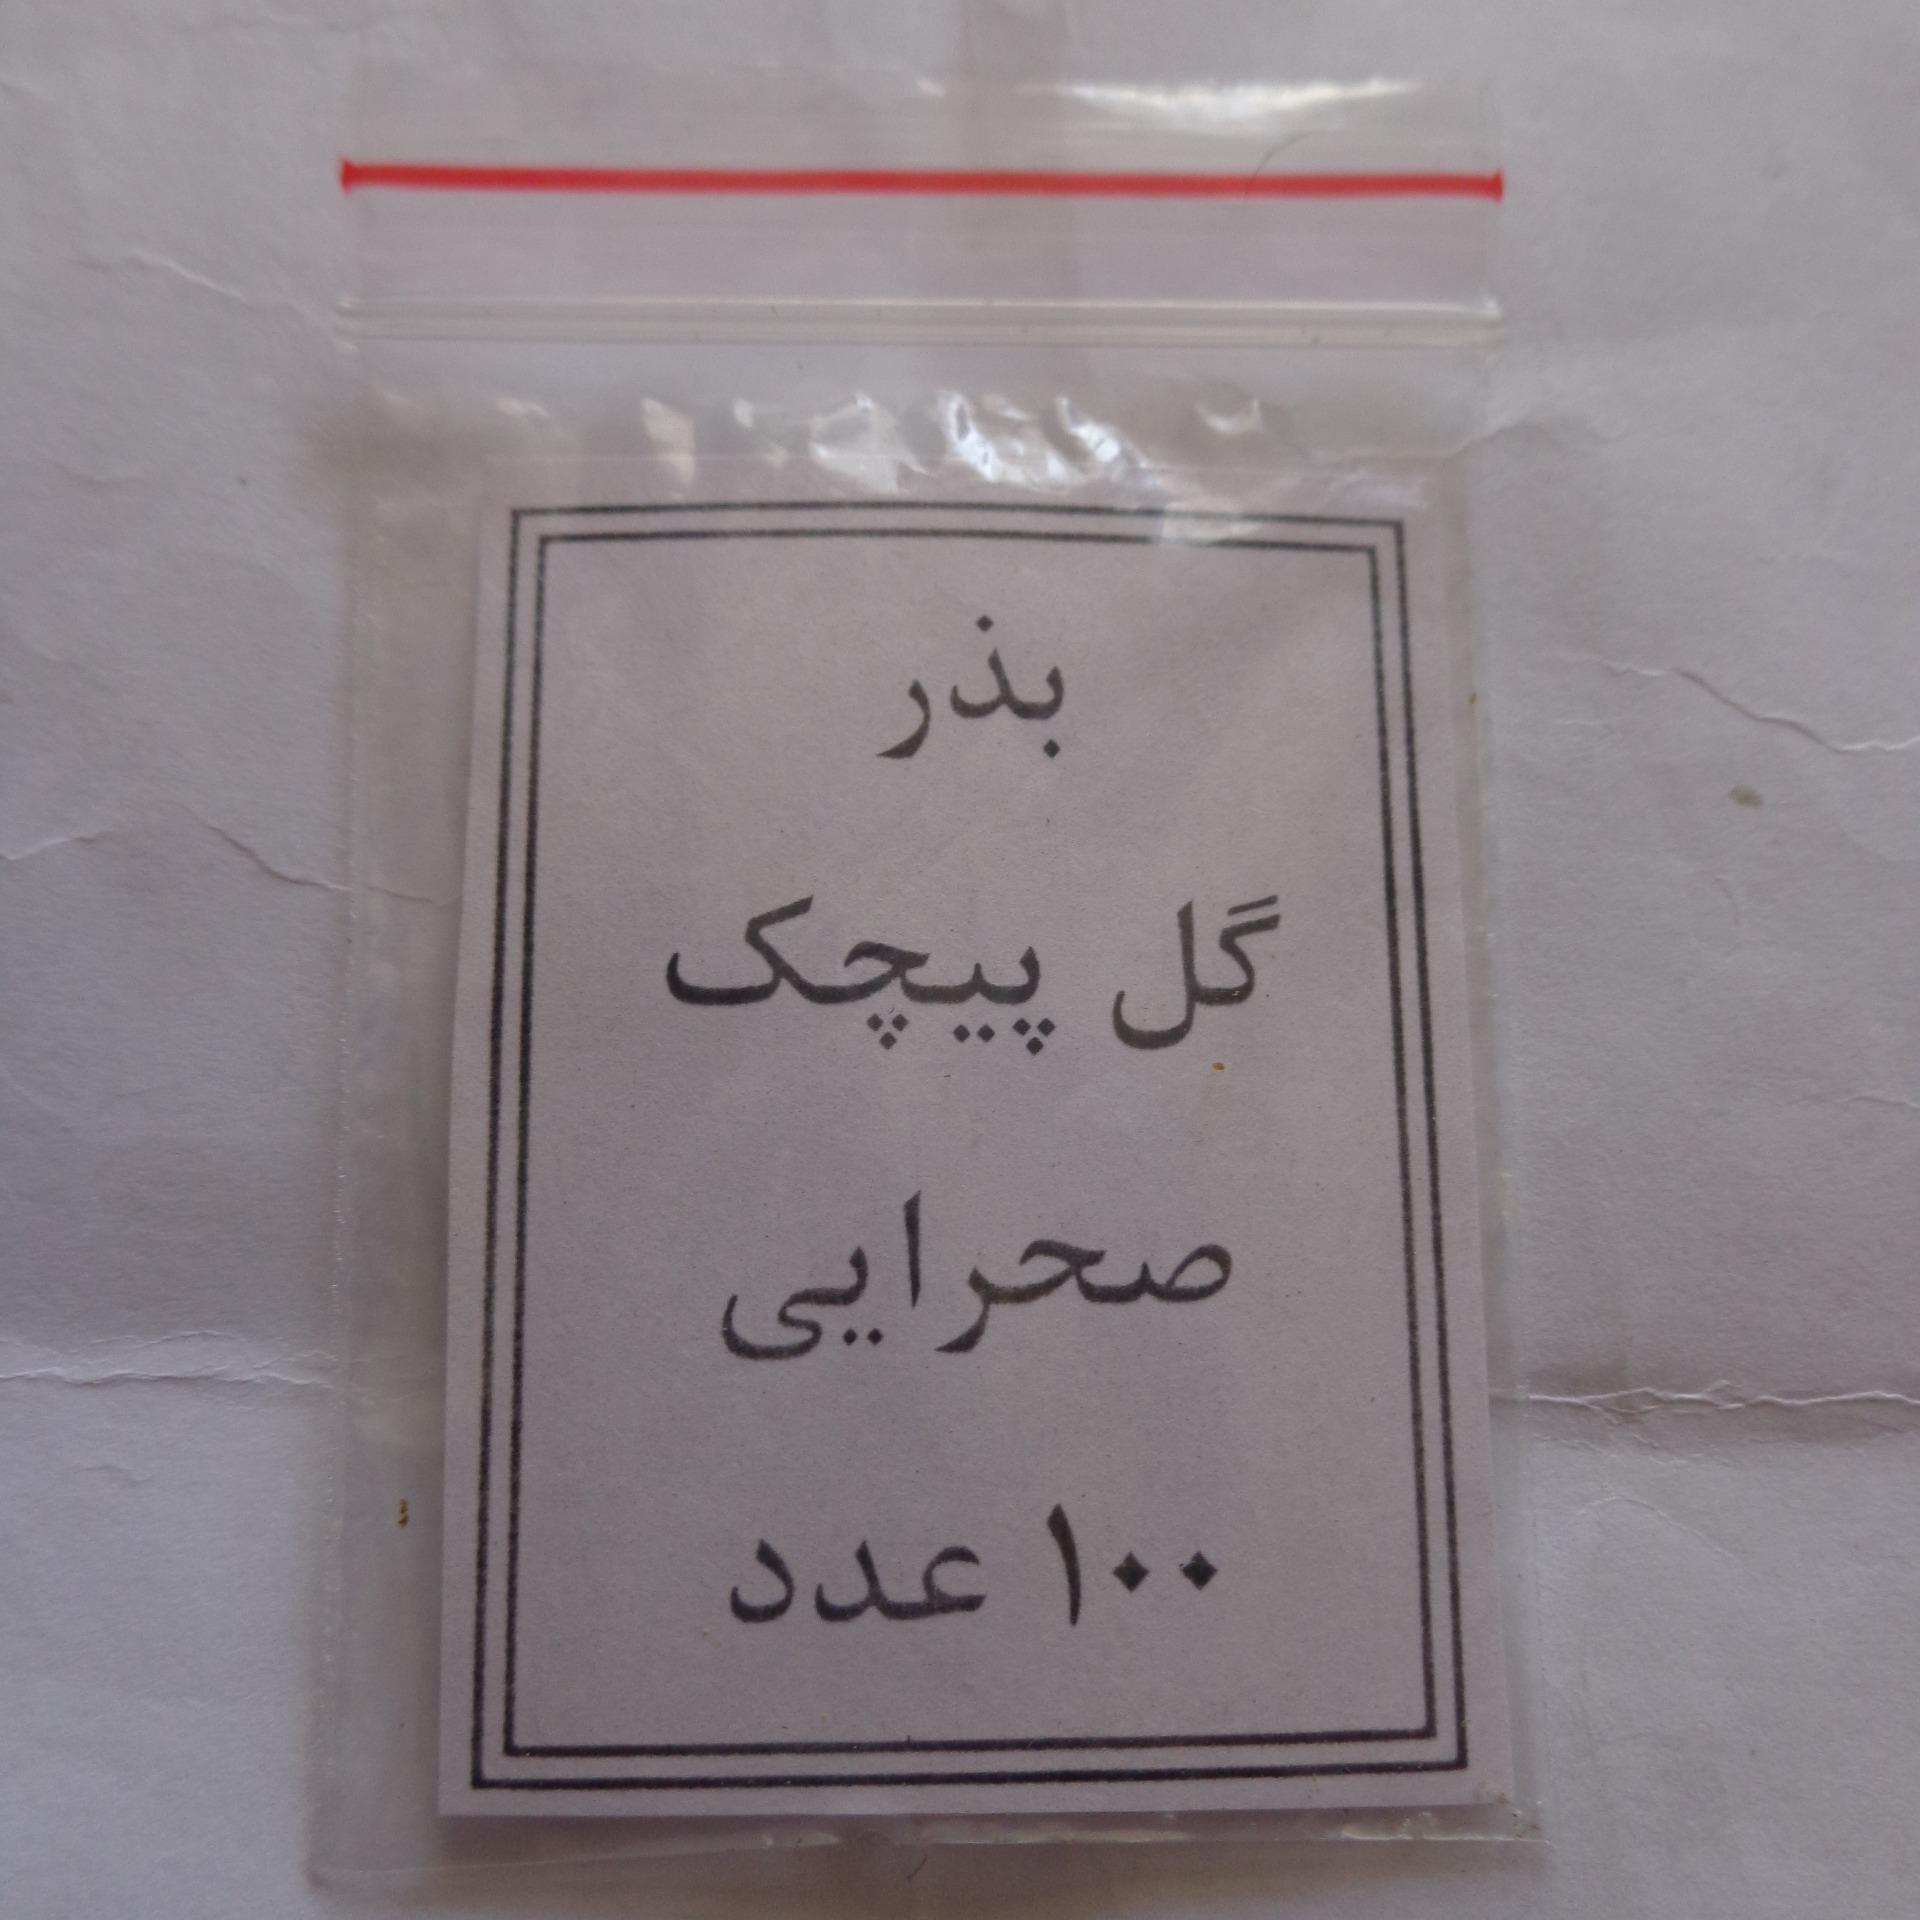 بذر
گل پیچک
صحرایی
۱۰۰ عدد